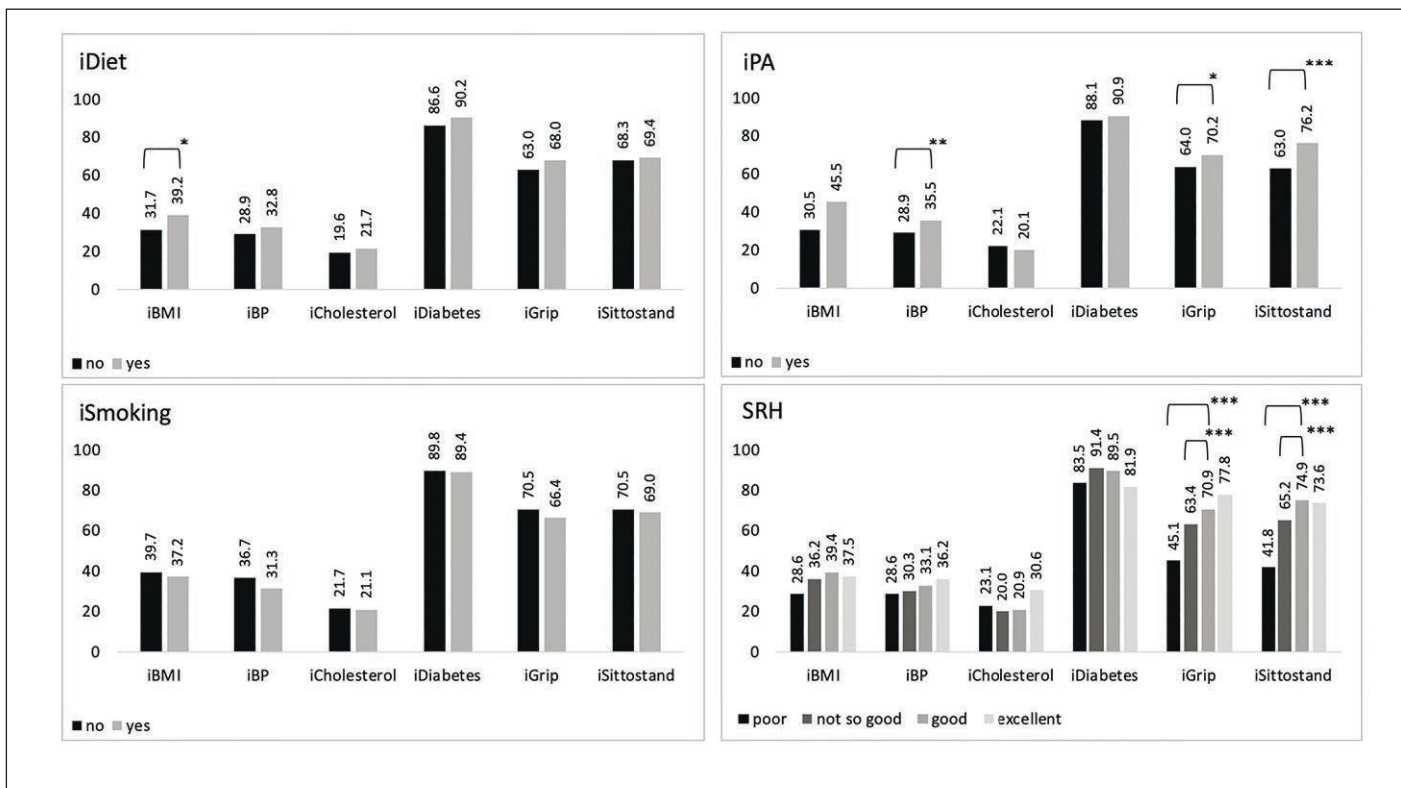 iDiet
*
100
80
60
40
20
0
31.7 39.2 28.9 32.8 19.6 21.7 86.6 90.2 63.0 68.0 68.3 69.4
iBMI iBP iCholesterol iDiabetes iGrip iSittostand
no yes
iPA
** * ***
100
80
60
40
20
0
30.5 45.5 28.9 35.5 22.1 20.1 88.1 90.9 64.0 70.2 63.0 76.2
iBMI iBP iCholesterol iDiabetes iGrip iSittostand
no yes
iSmoking
100
80
60
40
20
0
39.7 37.2 36.7 31.3 21.7 21.1 89.8 89.4 70.5 66.4 70.5 69.0
iBMI iBP iCholesterol iDiabetes iGrip iSittostand
no yes
SRH
*** ***
*** ***
100
80
60
40
20
0
28.6 36.2 39.4 37.5 28.6 30.3 33.1 36.2 23.1 20.0 20.9 30.6 83.5 91.4 89.5 81.9 45.1 63.4 70.9 77.8 41.8 65.2 74.9 73.6
iBMI iBP iCholesterol iDiabetes iGrip iSittostand
poor not so good good excellent